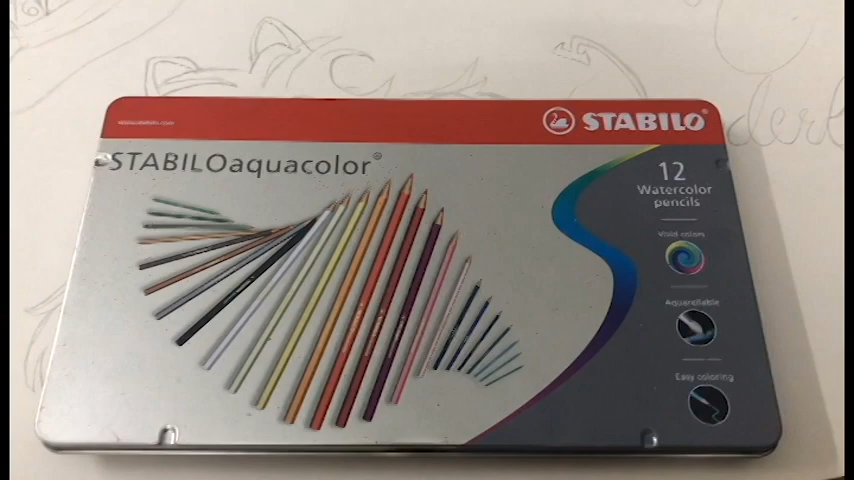 STABILO®
STABILOaquacolor®
12
Watercolor
pencils
Vivid colors
Aquarellable
Easy coloring